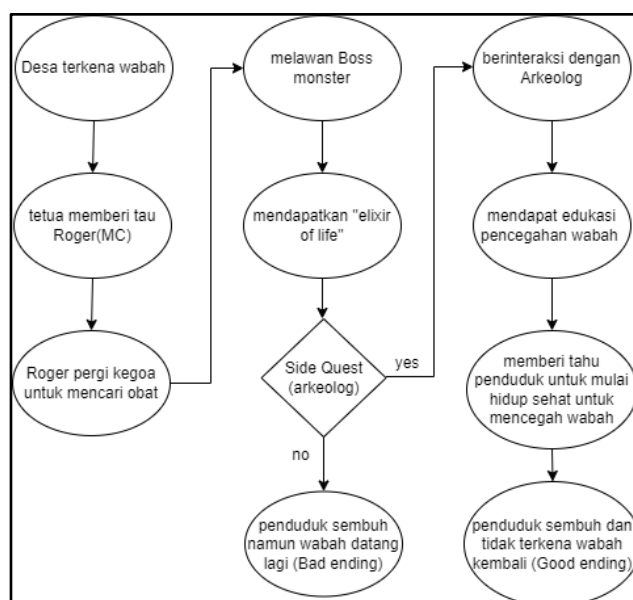 Desa terkena wabah
tetua memberi tau
Roger(MC)
Roger pergi kegoa
untuk mencari obat
melawan Boss
monster
mendapatkan "elixir
of life"
Side Quest
(arkeolog)
yes
no
penduduk sembuh
namun wabah datang
lagi (Bad ending)
berinteraksi dengan
Arkeolog
mendapat edukasi
pencegahan wabah
memberi tahu
penduduk untuk mulai
hidup sehat untuk
mencegah wabah
penduduk sembuh dan
tidak terkena wabah
kembali (Good ending)